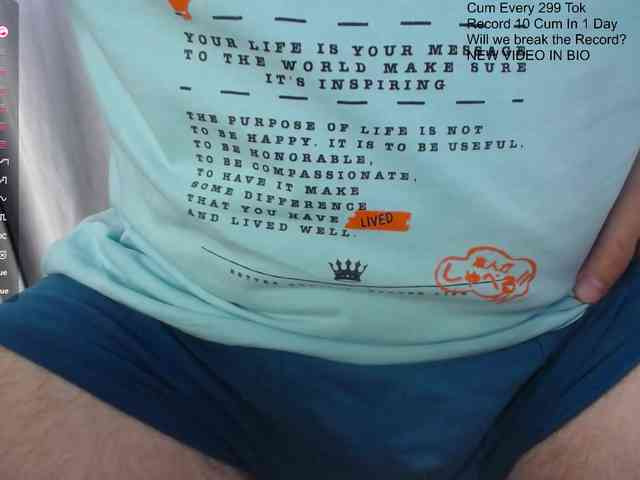 Cum Every 299 Tok
Record 10 Cum In 1 Day
Will we break the Record?
NEW VIDEO IN BIO
YOUR LIFE IS YOUR MESSAGE
TO THE WORLD MAKE SURE
IT'S INSPIRING
THE PURPOSE OF LIFE IS NOT
TO BE HAPPY. IT IS TO BE USEFUL,
TO BE HONORABLE,
TO BE COMPASSIONATE,
TO HAVE IT MAKE
SOME DIFFERENCE
THAT YOU HAVE LIVED
AND LIVED WELL.